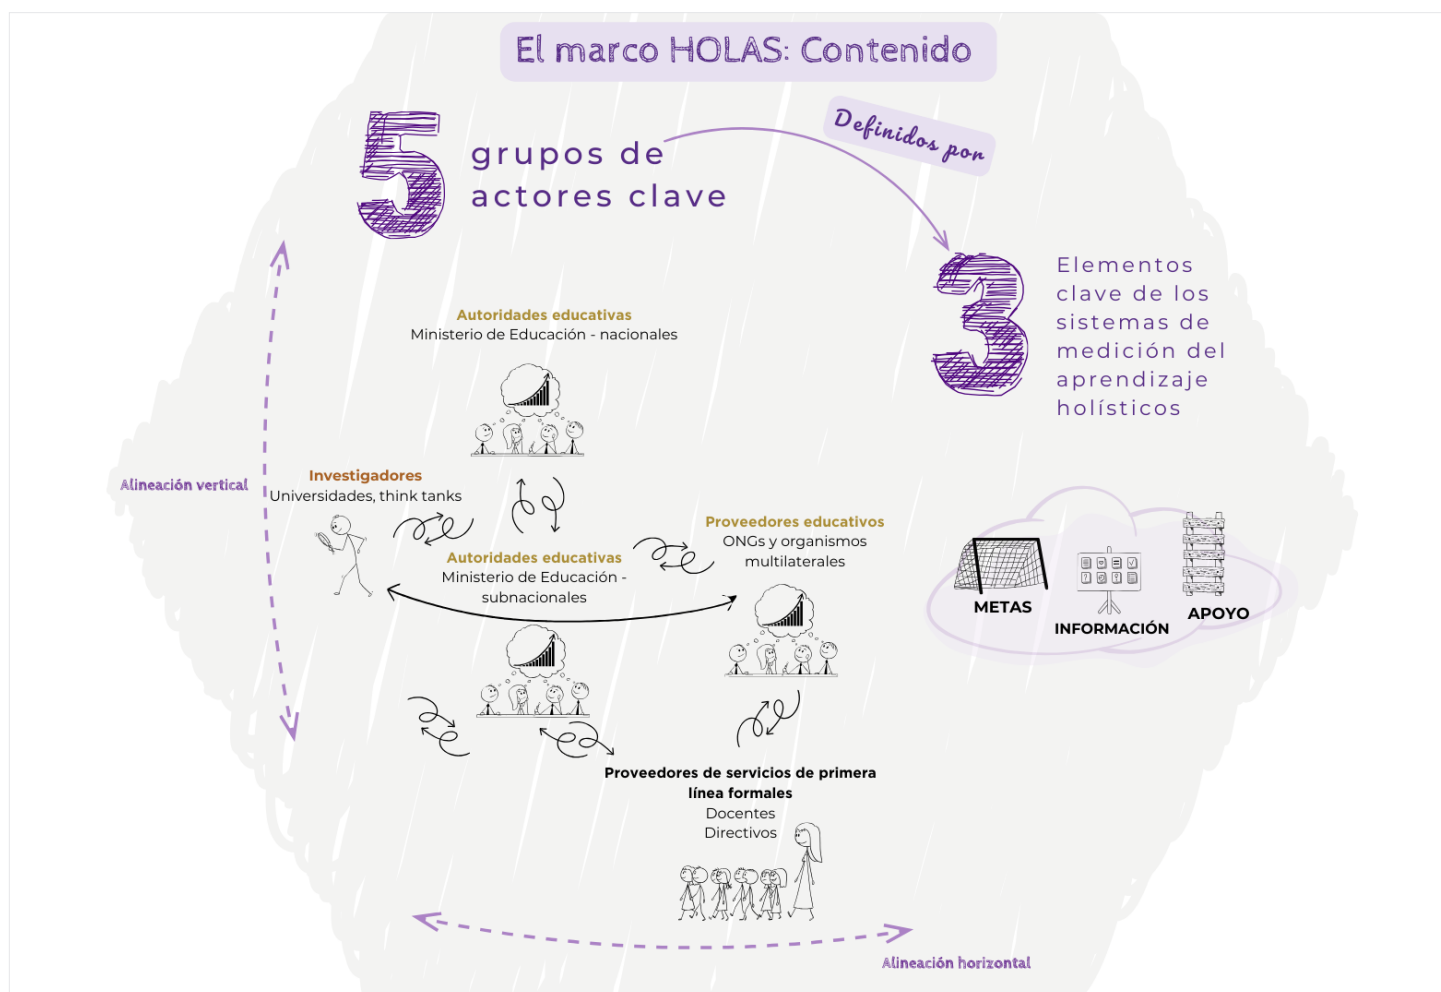 El marco HOLAS: Contenido
5
grupos de
actores clave
Definidos por
3
Elementos
clave de los
sistemas de
medición del
aprendizaje
holísticos
Autoridades educativas
Ministerio de Educación - nacionales
Alineación vertical
Investigadores
Universidades, think tanks
Autoridades educativas
Ministerio de Educación -
subnacionales
Proveedores educativos
ONGs y organismos
multilaterales
METAS
INFORMACIÓN
APOYO
Proveedores de servicios de primera
línea formales
Docentes
Directivos
Alineación horizontal